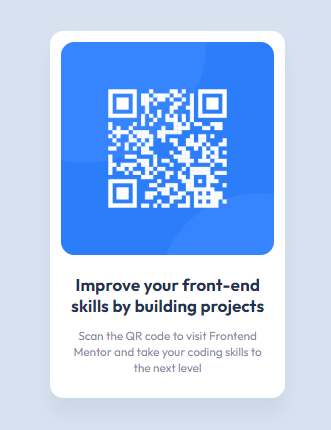 Improve your front-end
skills by building projects
Scan the QR code to visit Frontend
Mentor and take your coding skills to
the next level